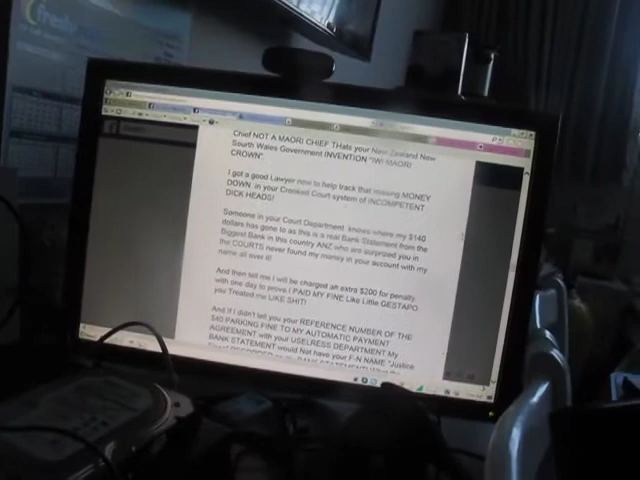 Chief NOT A MAORI CHIEF THats your New Zealand New
Sourth Wales Government INVENTION "IWI MAORI
CROWN"
I got a good Lawyer now to help track that missing MONEY
DOWN in your Crooked Court system of INCOMPETENT
DICK HEADS!
Someone in your Court Department knows where my $140
dollars has gone to as this is a real Bank Statement from the
Biggest Bank in this country ANZ who are surprized you in
the COURTS never found my money in your account with my
name all over it!
And then tell me I will be charged an extra $200 for penalty
with one day to prove I PAID MY FINE Like Little GESTAPO
you Treated me LIKE SHIT!
And if I didn't tell you your REFERENCE NUMBER OF THE
$40 PARKING FINE TO MY AUTOMATIC PAYMENT
AGREEMENT with your USELRESS DEPARTMENT My
BANK STATEMENT would Not have your F-N NAME "Justice